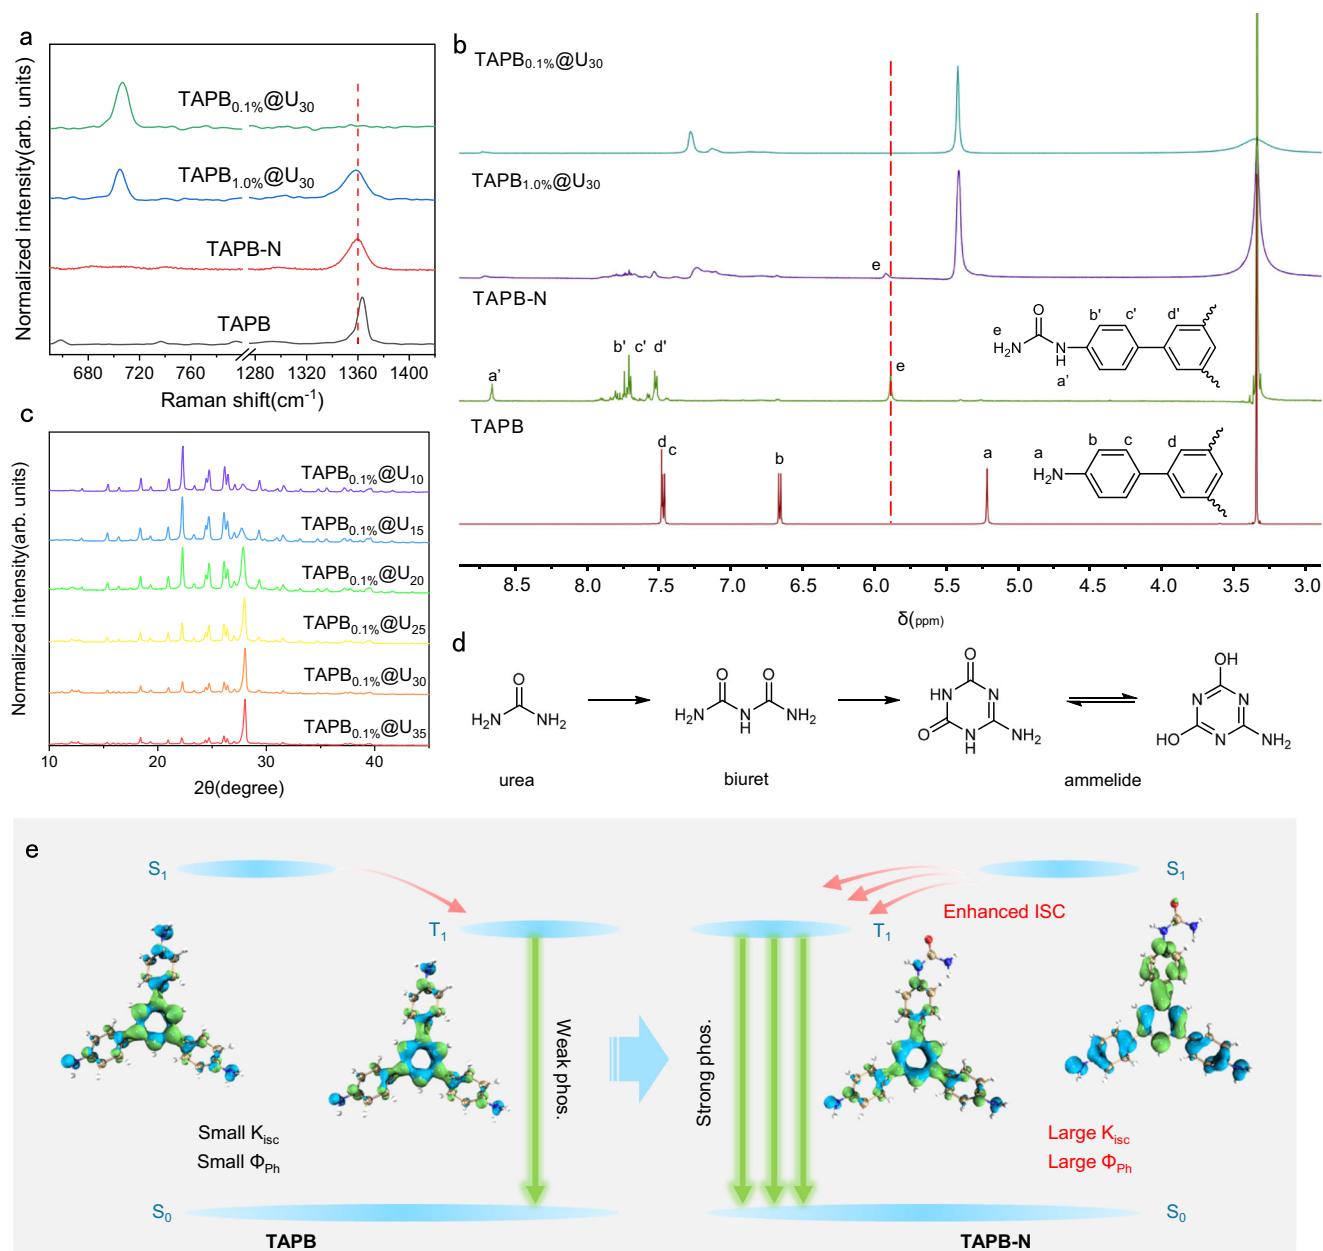 a
Normalized intensity(arb. units)
TAPB0.1%@U30
TAPB1.0%@U30
TAPB-N
TAPB
680 760 1280 1360 1400
Raman shift(cm-1)
b
TAPB0.1%@U30
TAPB1.0%@U30
e
TAPB-N
a' b' c' d' e
e O H2N N H a' b' c' d'
TAPB
d c b a
a H2N b c d
8.5 8.0 7.5 7.0 6.5 6.0 5.5 5.0 4.5 4.0 3.5 3.0
δ(ppm)
c
Normalized intensity(arb. units)
TAPB0.1%@U10
TAPB0.1%@U15
TAPB0.1%@U20
TAPB0.1%@U25
TAPB0.1%@U30
TAPB0.1%@U35
10 20 30 40
2θ(degree)
d
O H2N NH2
O O H2N N H NH2
O HN N O N H NH2
OH N N HO N NH2
urea biuret ammelide
e
S1 S1
Enhanced ISC
T1 T1
Weak phos.
Strong phos.
Small Kisc
Small ΦPh
Large Kisc
Large ΦPh
S0 S0
TAPB TAPB-N